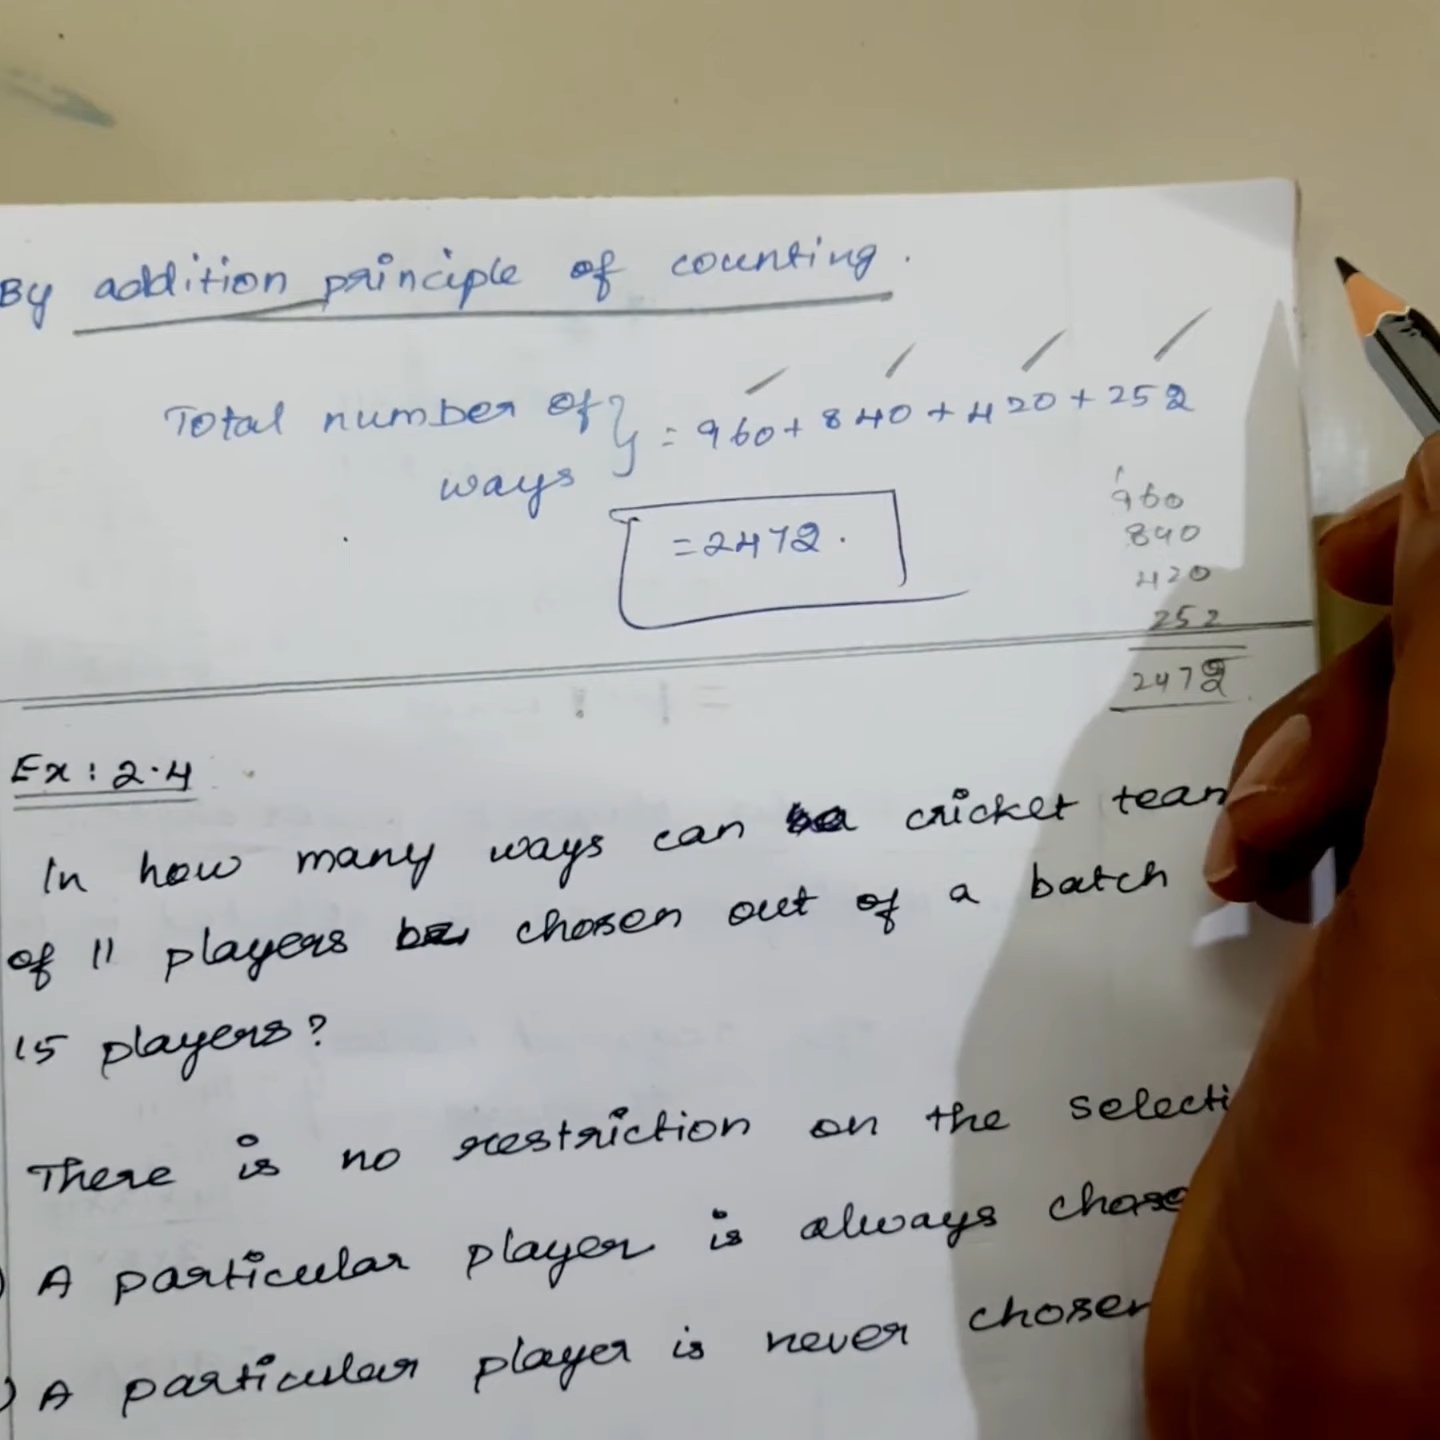 By addition principle of counting.
Total number of } = 960 + 840 + 420 + 252
ways
= 2472.
960
840
420
252
2472
Ex: 2.4
In how many ways can a cricket team
of 11 players be chosen out of a batch
15 players?
There is no restriction on the selecti
A particular player is always chose
) A particular player is never chosen